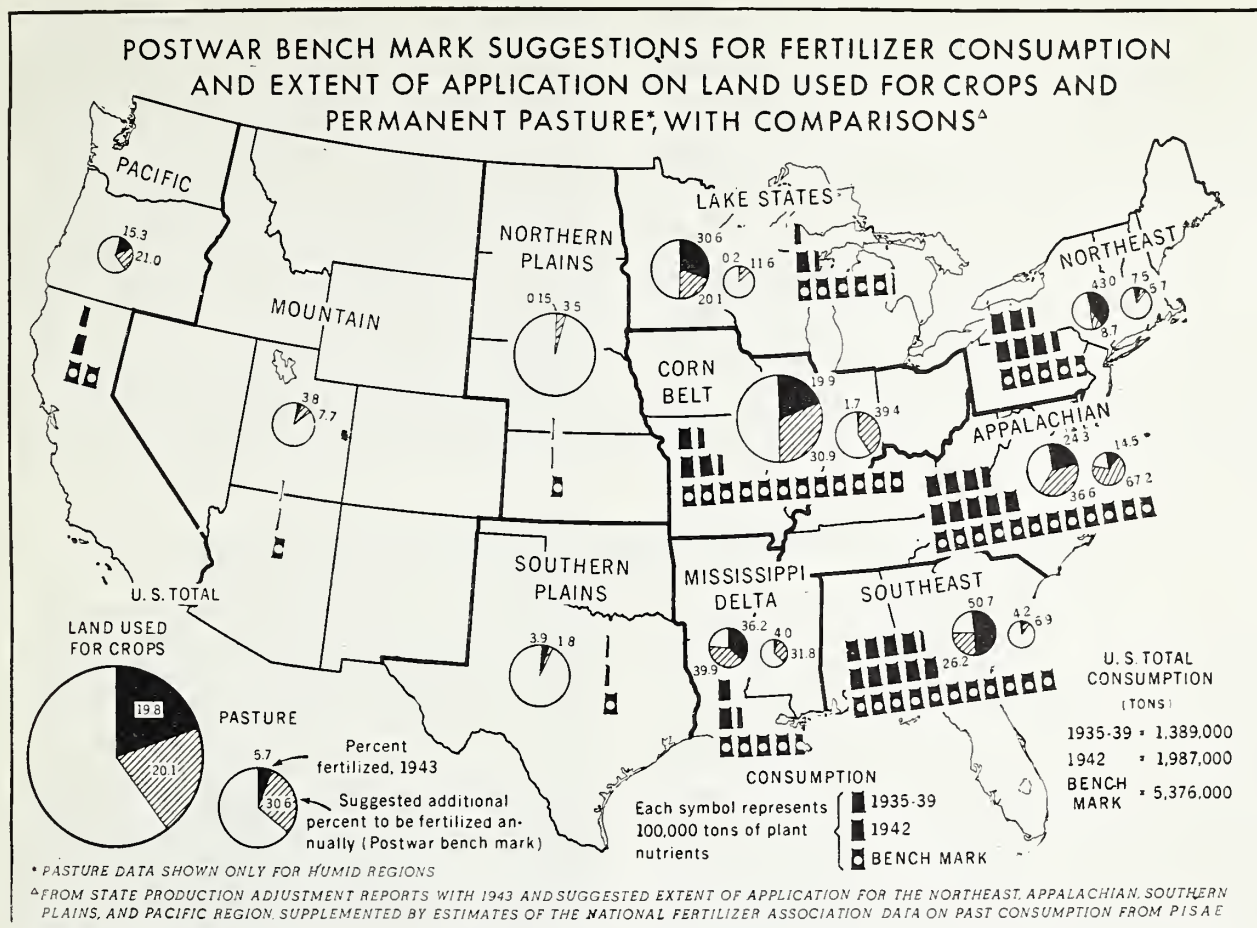 POSTWAR BENCH MARK SUGGESTIONS FOR FERTILIZER CONSUMPTION
AND EXTENT OF APPLICATION ON LAND USED FOR CROPS AND
PERMANENT PASTURE*, WITH COMPARISONS△
PACIFIC
15.3
21.0
MOUNTAIN
3.8
7.7
NORTHERN
PLAINS
0.15
3.5
LAKE STATES
30.6
20.1
0.2
11.6
NORTHEAST
43.0
8.7
7.5
5.7
CORN
BELT
19.9
30.9
1.7
39.4
APPALACHIAN
24.3
36.6
14.5
67.2
SOUTHERN
PLAINS
3.9
1.8
MISSISSIPPI
DELTA
36.2
39.9
4.0
31.8
SOUTHEAST
50.7
26.2
4.2
6.9
U. S. TOTAL
LAND USED
FOR CROPS
19.8
20.1
PASTURE
5.7
30.6
Percent
fertilized, 1943
Suggested additional
percent to be fertilized an-
nually (Postwar bench mark)
CONSUMPTION
Each symbol represents
100,000 tons of plant
nutrients
1935-39
1942
BENCH MARK
U. S. TOTAL
CONSUMPTION
(TONS)
1935-39 = 1,389,000
1942 = 1,987,000
BENCH
MARK = 5,376,000
* PASTURE DATA SHOWN ONLY FOR HUMID REGIONS
△FROM STATE PRODUCTION ADJUSTMENT REPORTS WITH 1943 AND SUGGESTED EXTENT OF APPLICATION FOR THE NORTHEAST, APPALACHIAN, SOUTHERN
PLAINS, AND PACIFIC REGION. SUPPLEMENTED BY ESTIMATES OF THE NATIONAL FERTILIZER ASSOCIATION DATA ON PAST CONSUMPTION FROM P I S A E